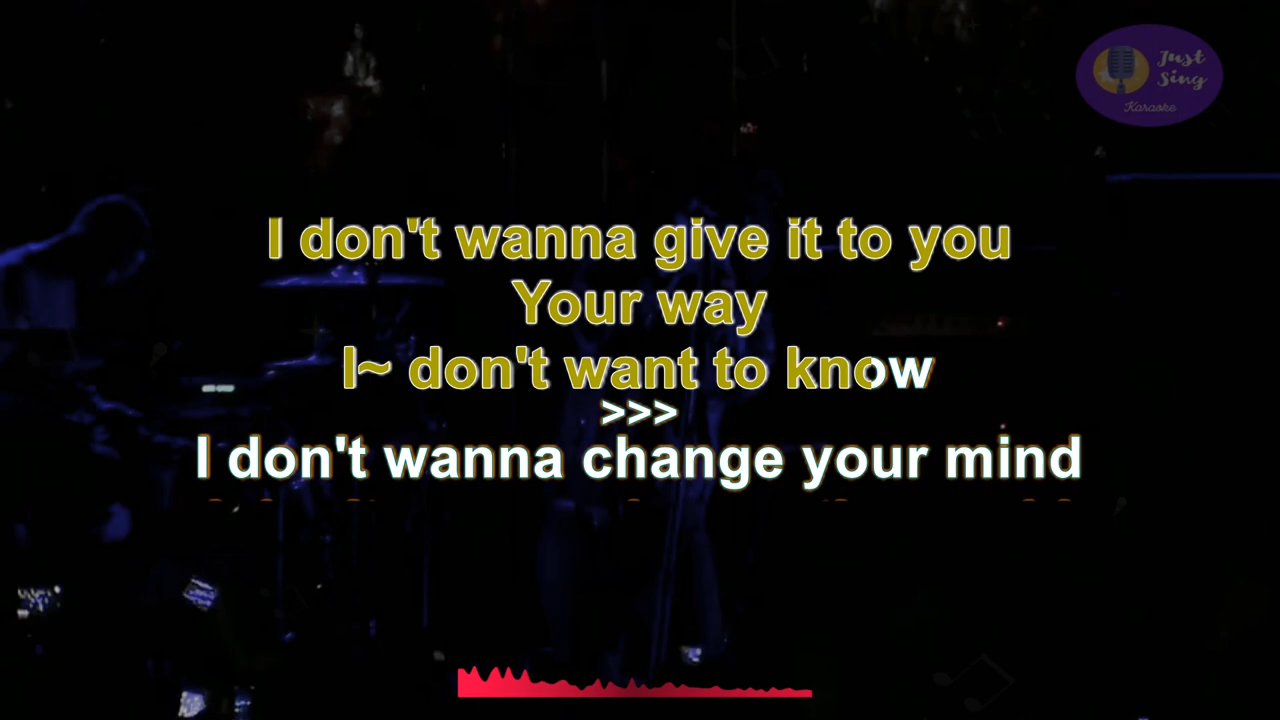 Just
Sing
Karaoke
I don't wanna give it to you
Your way
I~ don't want to know
>>>
I don't wanna change your mind